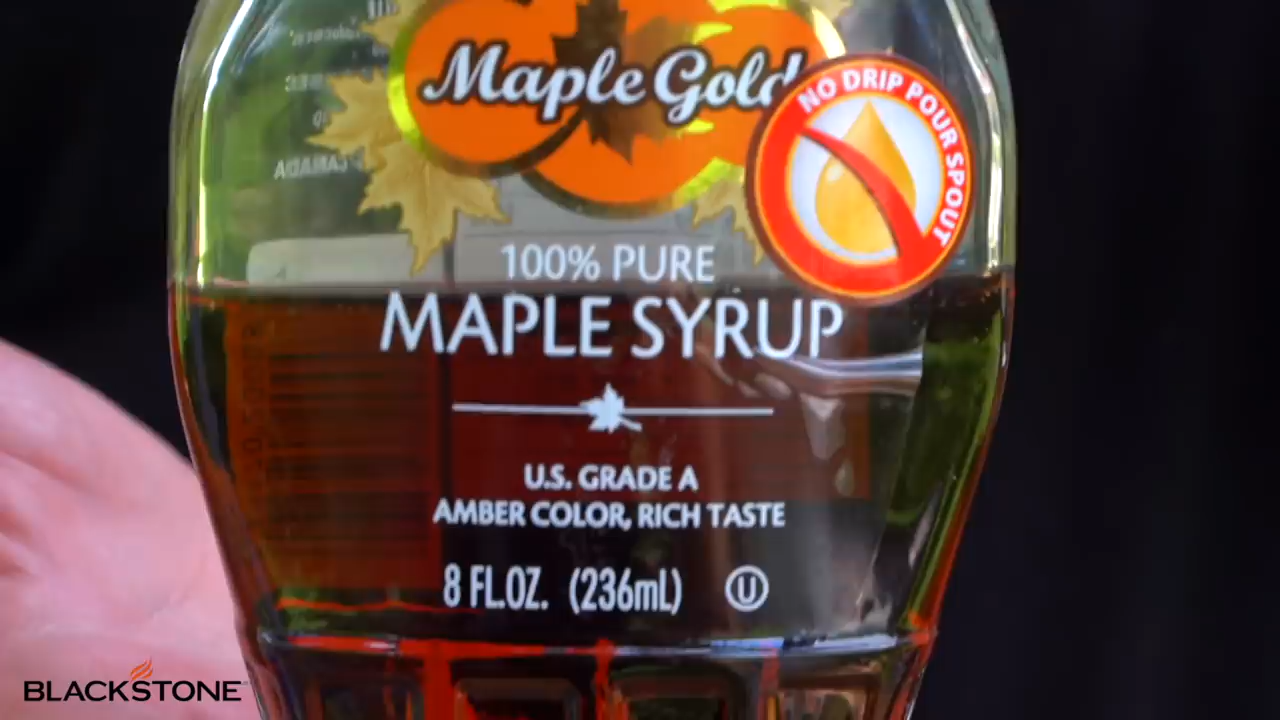 Maple Gold
NO DRIP POUR SPOUT
CANADA
100% PURE
MAPLE SYRUP
U.S. GRADE A
AMBER COLOR, RICH TASTE
8 FL.OZ. (236mL)
U
BLACKSTONE